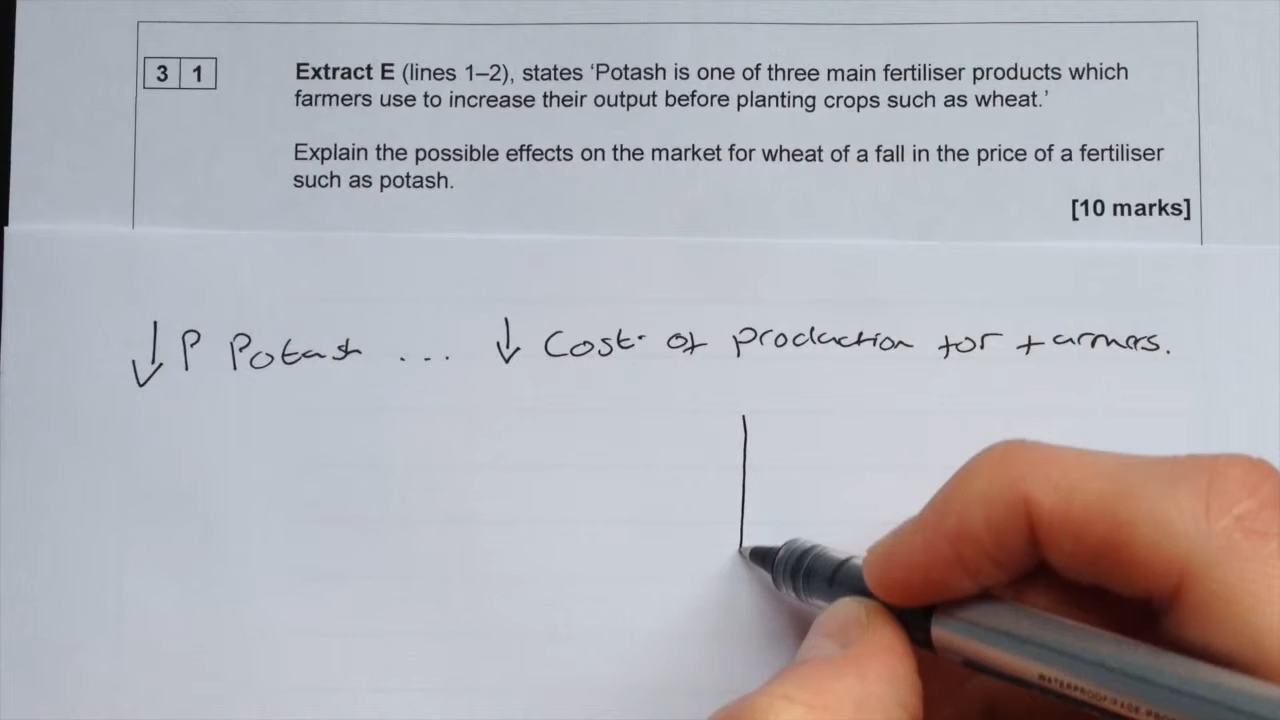 3 1
Extract E (lines 1–2), states ‘Potash is one of three main fertiliser products which
farmers use to increase their output before planting crops such as wheat.’
Explain the possible effects on the market for wheat of a fall in the price of a fertiliser
such as potash.
[10 marks]
↓ P Potash ... ↓ Cost of production for farmers.